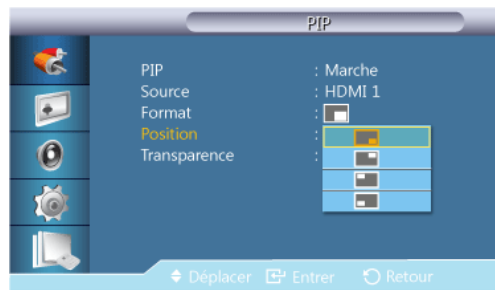 PIP
PIP : Marche
Source : HDMI 1
Format :
Position :
Transparence :
Déplacer Entrer Retour